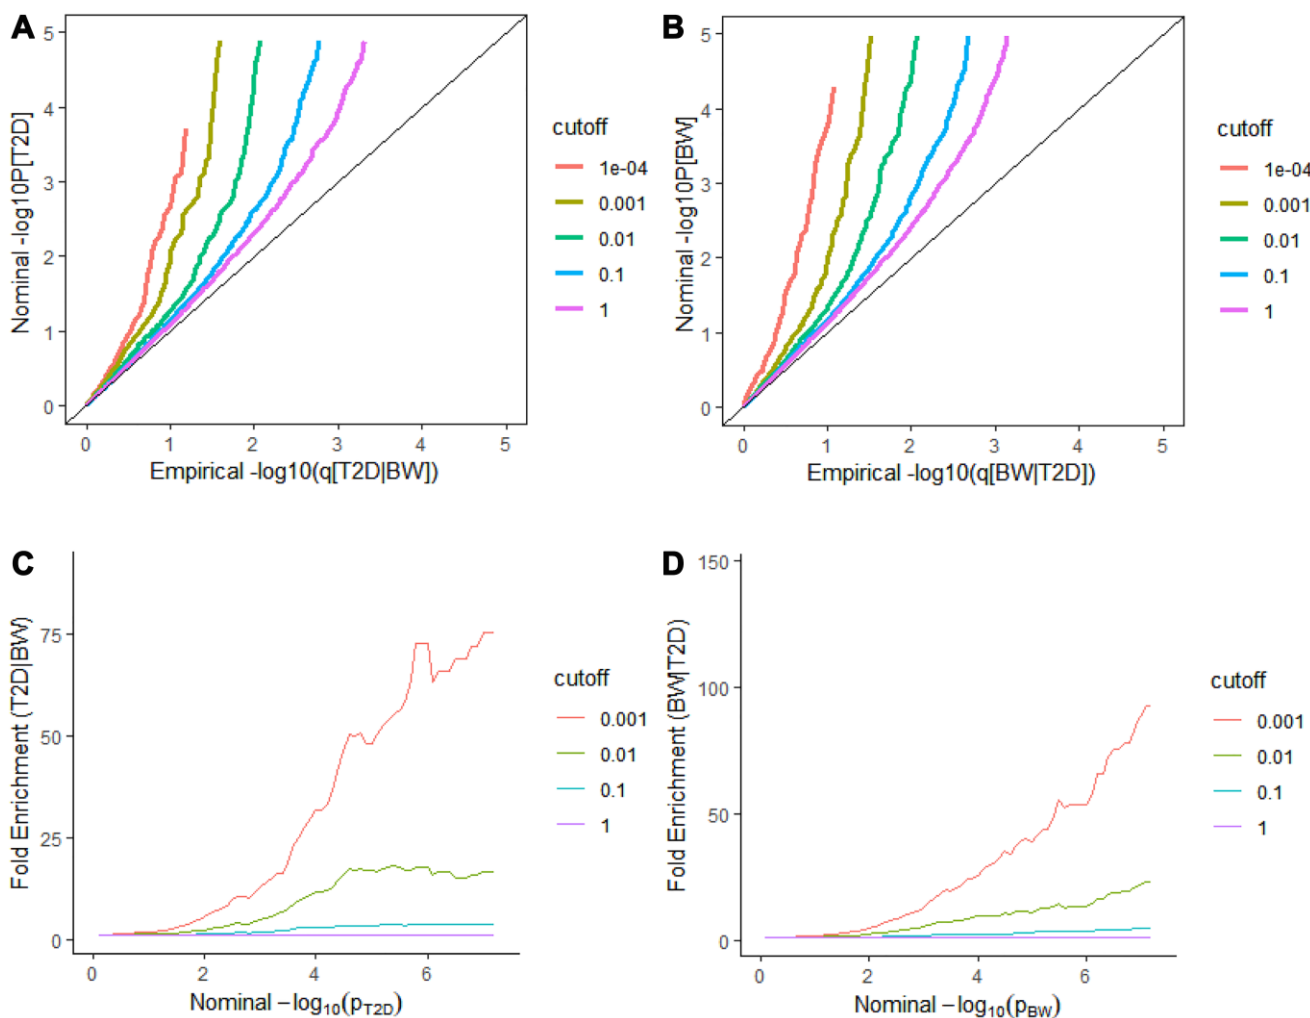 A
Nominal -log10P[T2D]
5
4
3
2
1
0
0 1 2 3 4 5
Empirical -log10(q[T2D|BW])
cutoff
1e-04
0.001
0.01
0.1
1
B
Nominal -log10P[BW]
5
4
3
2
1
0
0 1 2 3 4 5
Empirical -log10(q[BW|T2D])
cutoff
1e-04
0.001
0.01
0.1
1
C
Fold Enrichment (T2D|BW)
75
50
25
0
0 2 4 6
Nominal −log10(pT2D)
cutoff
0.001
0.01
0.1
1
D
Fold Enrichment (BW|T2D)
150
100
50
0
0 2 4 6
Nominal −log10(pBW)
cutoff
0.001
0.01
0.1
1